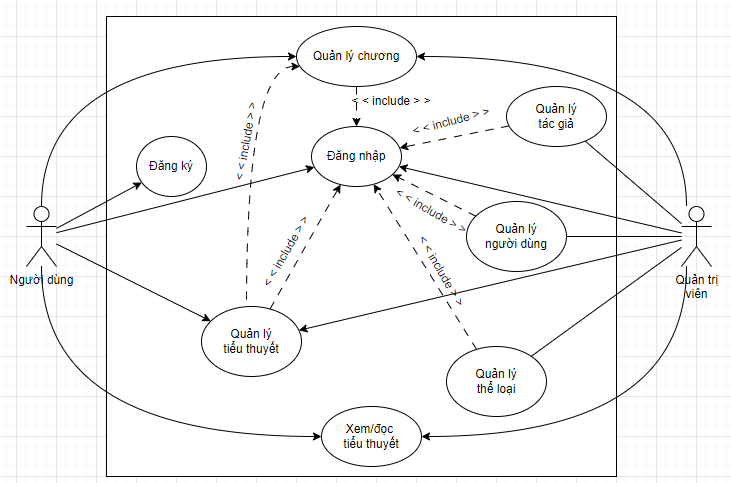 Quản lý chương
< < include > >
< < include > >
Quản lý
tác giả
< < include > >
Đăng nhập
Đăng ký
< < include > >
Quản lý
người dùng
< < include > >
< < include > >
Người dùng
Quản trị
viên
Quản lý
tiểu thuyết
Quản lý
thể loại
Xem/đọc
tiểu thuyết